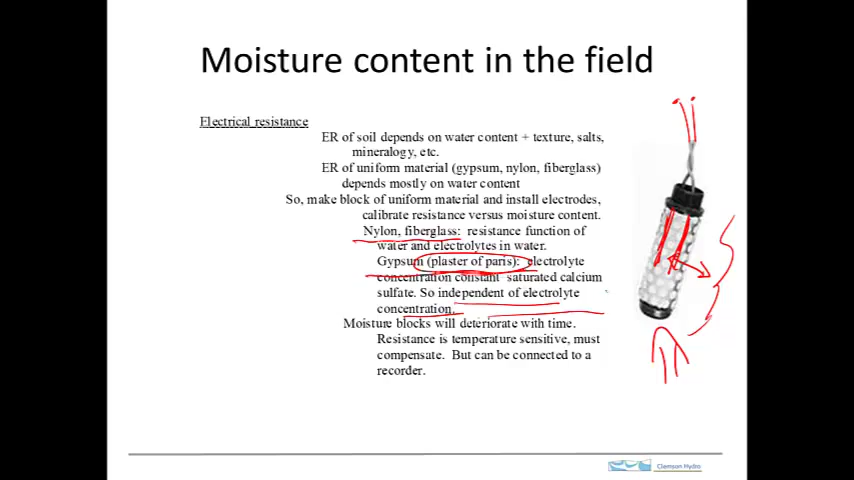 Moisture content in the field
Electrical resistance
ER of soil depends on water content + texture, salts,
mineralogy, etc.
ER of uniform material (gypsum, nylon, fiberglass)
depends mostly on water content
So, make block of uniform material and install electrodes,
calibrate resistance versus moisture content.
Nylon, fiberglass: resistance function of
water and electrolytes in water.
Gypsum (plaster of paris): electrolyte
concentration constant saturated calcium
sulfate. So independent of electrolyte
concentration.
Moisture blocks will deteriorate with time.
Resistance is temperature sensitive, must
compensate. But can be connected to a
recorder.
Clemson Hydro